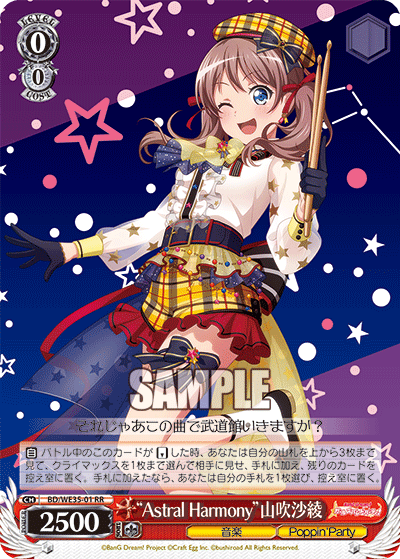 LEVEL
0
0
COST
SAMPLE
それじゃあこの曲で武道館いきますか?
自 バトル中のこのカードが【】した時、あなたは自分の山札を上から3枚まで
見て、クライマックスを1枚まで選んで相手に見せ、手札に加え、残りのカードを
控え室に置く。手札に加えたなら、あなたは自分の手札を1枚選び、控え室に置く。
CH
BD/WE35-01 RR
POWER
2500
"Astral Harmony"山吹沙綾
音楽
Poppin'Party
©BanG Dream! Project ©Craft Egg Inc. ©bushiroad All Rights Reserved.